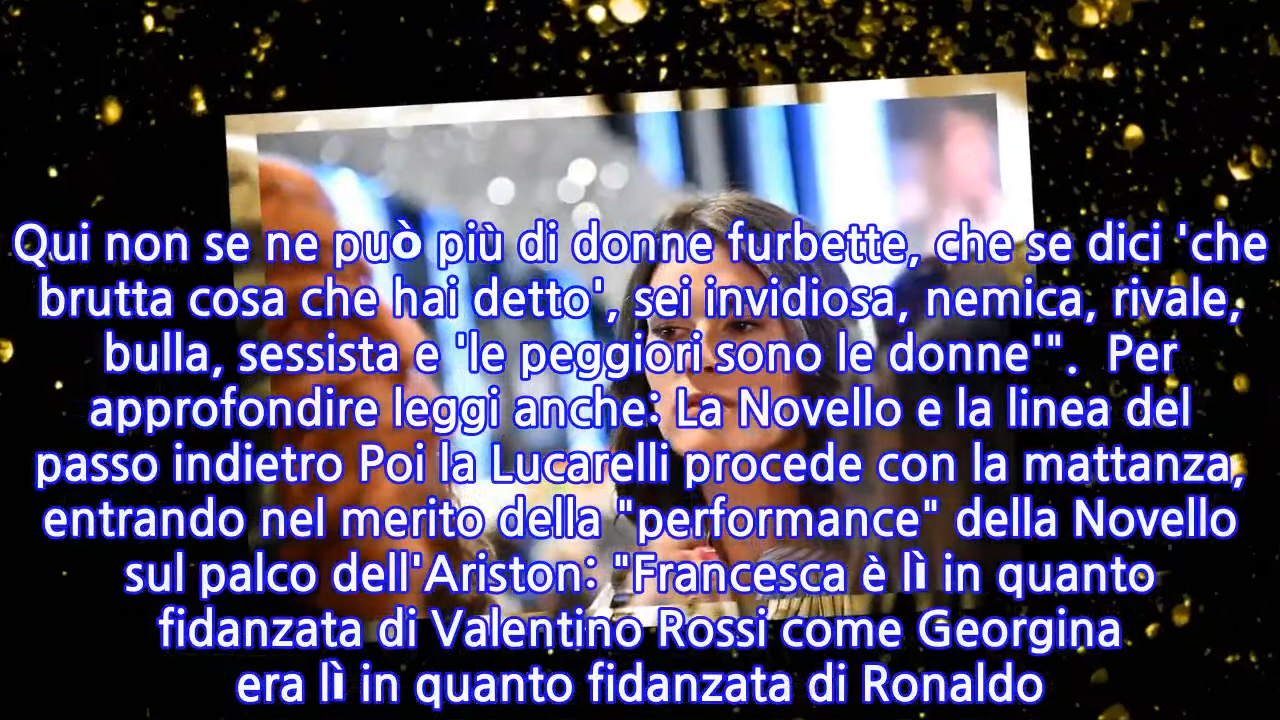 Qui non se ne può più di donne furbette, che se dici 'che
brutta cosa che hai detto', sei invidiosa, nemica, rivale,
bulla, sessista e 'le peggiori sono le donne'".  Per
approfondire leggi anche: La Novello e la linea del
passo indietro Poi la Lucarelli procede con la mattanza,
entrando nel merito della "performance" della Novello
sul palco dell'Ariston: "Francesca è lì in quanto
fidanzata di Valentino Rossi come Georgina
era lì in quanto fidanzata di Ronaldo